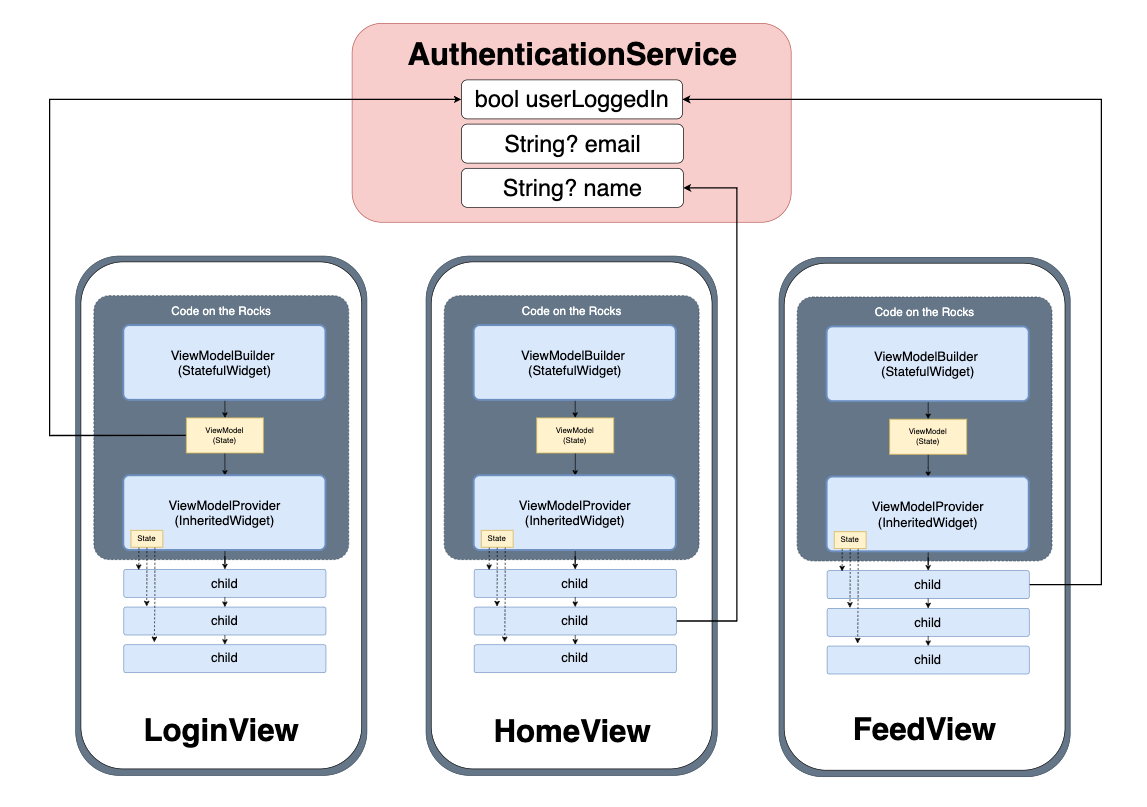 AuthenticationService
bool userLoggedIn
String? email
String? name
Code on the Rocks
ViewModelBuilder
(StatefulWidget)
ViewModel
(State)
ViewModelProvider
(InheritedWidget)
State
child
child
child
LoginView
Code on the Rocks
ViewModelBuilder
(StatefulWidget)
ViewModel
(State)
ViewModelProvider
(InheritedWidget)
State
child
child
child
HomeView
Code on the Rocks
ViewModelBuilder
(StatefulWidget)
ViewModel
(State)
ViewModelProvider
(InheritedWidget)
State
child
child
child
FeedView